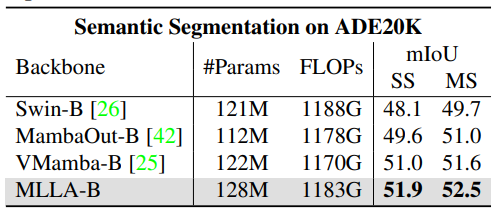 Semantic Segmentation on ADE20K
Backbone #Params FLOPs mIoU
SS MS
Swin-B [26] 121M 1188G 48.1 49.7
MambaOut-B [42] 112M 1178G 49.6 51.0
VMamba-B [25] 122M 1170G 51.0 51.6
MLLA-B 128M 1183G 51.9 52.5